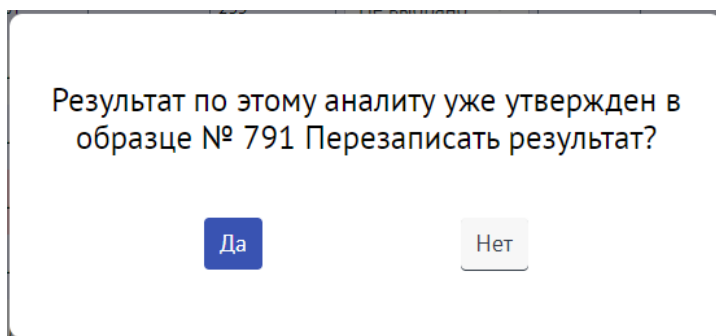 Результат по этому аналиту уже утвержден в
образце № 791 Перезаписать результат?
Да
Нет